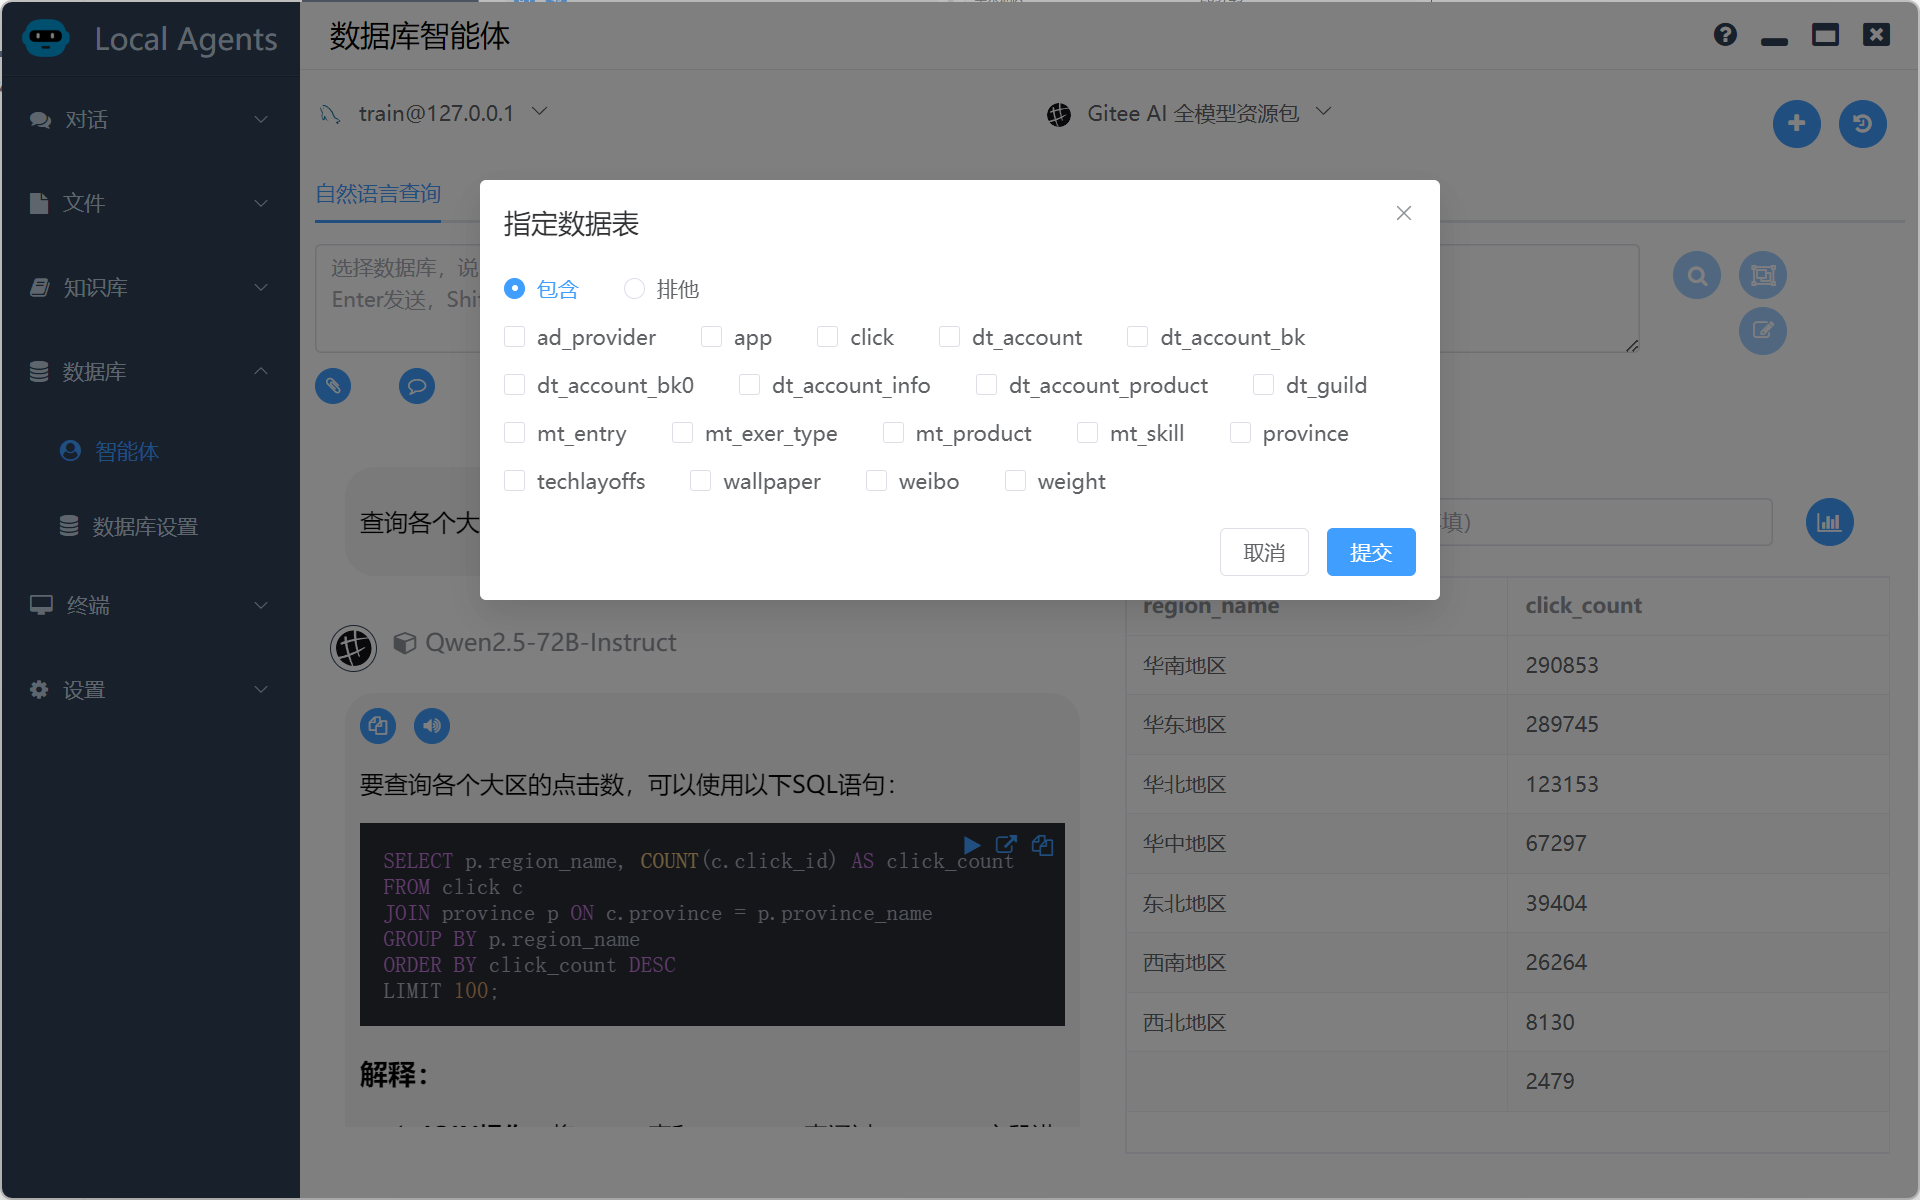 Local Agents
数据库智能体
对话
文件
知识库
数据库
智能体
数据库设置
终端
设置
train@127.0.0.1
Gitee AI 全模型资源包
自然语言查询
选择数据库，说
Enter发送，Shi
指定数据表
包含 排他
ad_provider app click dt_account dt_account_bk
dt_account_bk0 dt_account_info dt_account_product dt_guild
mt_entry mt_exer_type mt_product mt_skill province
techlayoffs wallpaper weibo weight
取消 提交
查询各个大
填）
Qwen2.5-72B-Instruct
要查询各个大区的点击数，可以使用以下SQL语句：
SELECT p.region_name, COUNT(c.click_id) AS click_count
FROM click c
JOIN province p ON c.province = p.province_name
GROUP BY p.region_name
ORDER BY click_count DESC
LIMIT 100;
解释：
region_name click_count
华南地区 290853
华东地区 289745
华北地区 123153
华中地区 67297
东北地区 39404
西南地区 26264
西北地区 8130
2479